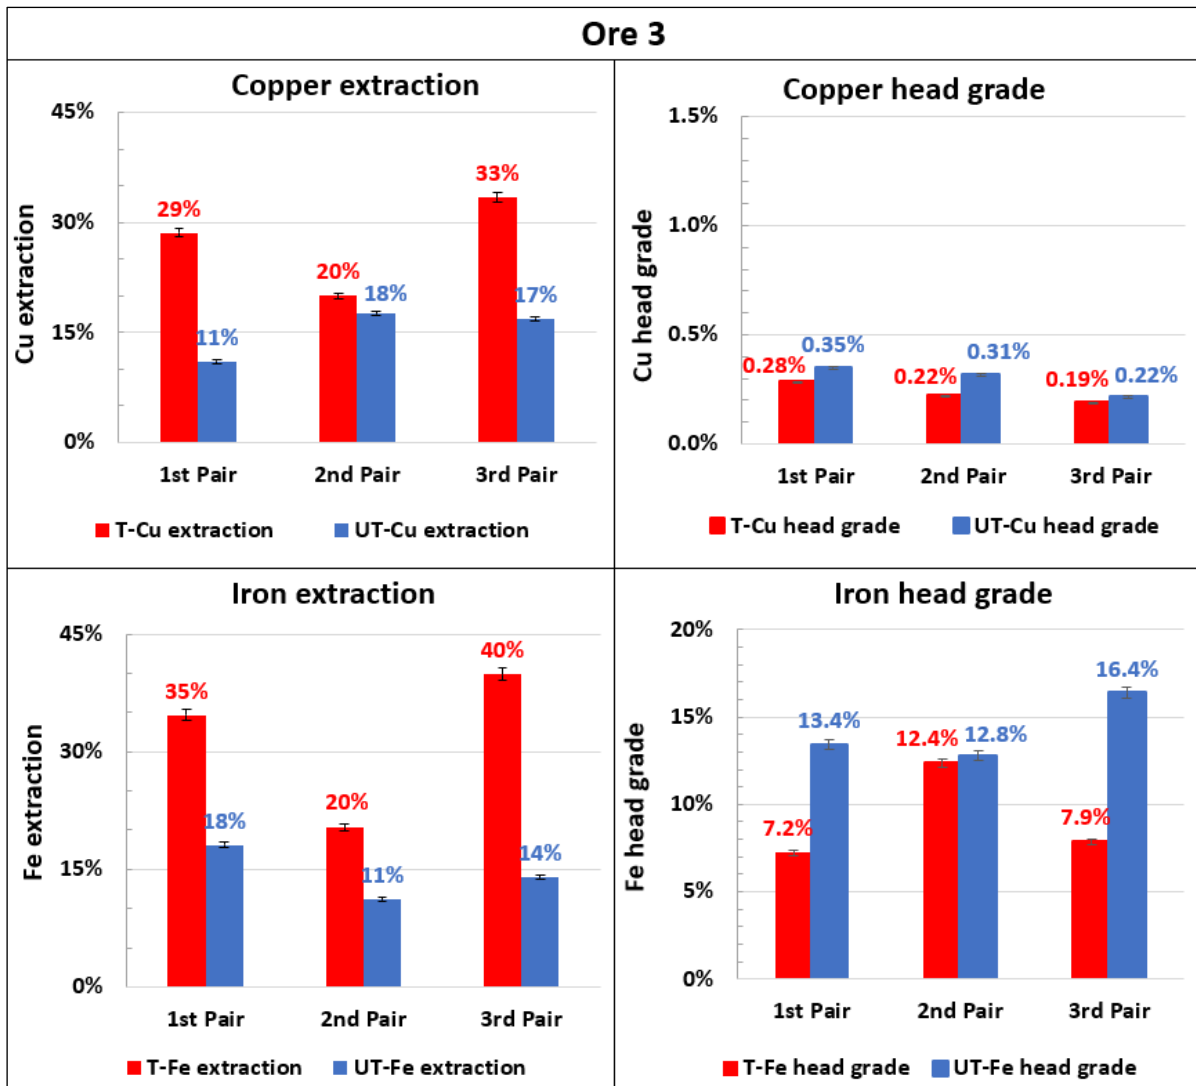 Ore 3
Copper extraction
45%
30%
15%
0%
Cu extraction
29%
11%
20%
18%
33%
17%
1st Pair
2nd Pair
3rd Pair
T-Cu extraction
UT-Cu extraction
Copper head grade
1.5%
1.0%
0.5%
0.0%
Cu head grade
0.28%
0.35%
0.22%
0.31%
0.19%
0.22%
1st Pair
2nd Pair
3rd Pair
T-Cu head grade
UT-Cu head grade
Iron extraction
45%
30%
15%
0%
Fe extraction
35%
18%
20%
11%
40%
14%
1st Pair
2nd Pair
3rd Pair
T-Fe extraction
UT-Fe extraction
Iron head grade
20%
15%
10%
5%
0%
Fe head grade
7.2%
13.4%
12.4%
12.8%
7.9%
16.4%
1st Pair
2nd Pair
3rd Pair
T-Fe head grade
UT-Fe head grade